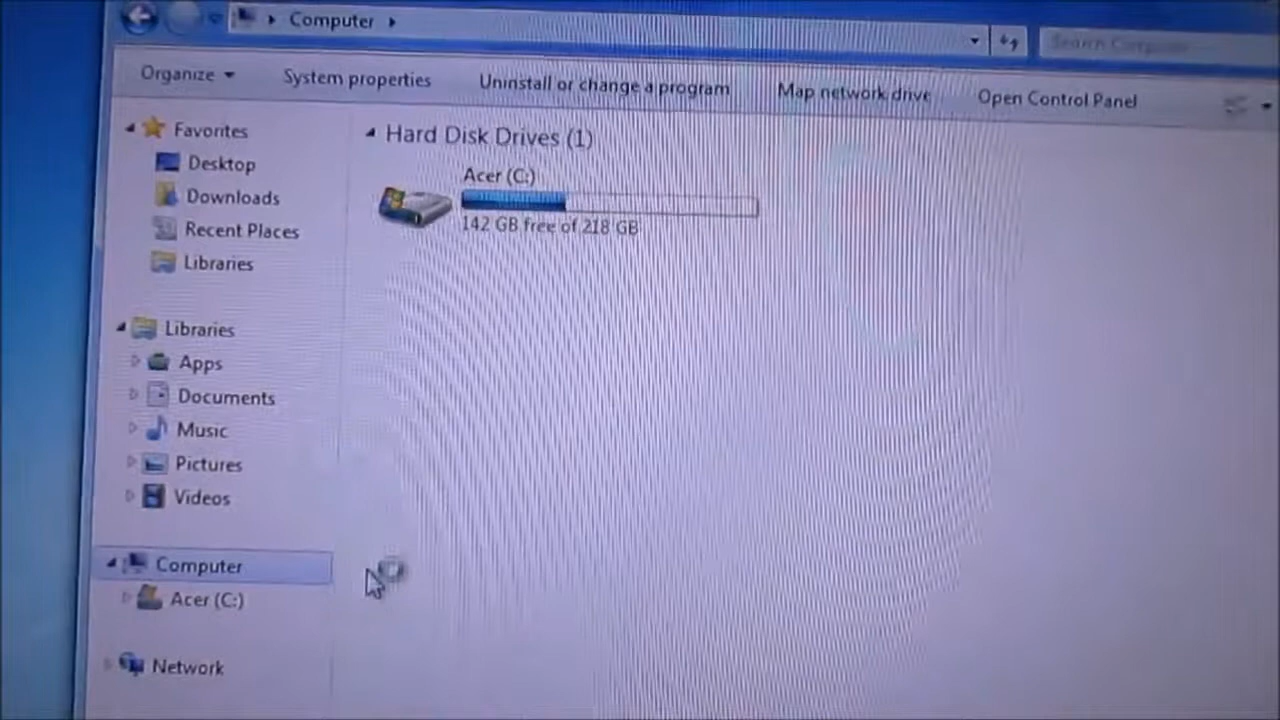 Computer
Search Computer
Organize
System properties
Uninstall or change a program
Map network drive
Open Control Panel
Favorites
Desktop
Downloads
Recent Places
Libraries
Libraries
Apps
Documents
Music
Pictures
Videos
Computer
Acer (C:)
Network
Hard Disk Drives (1)
Acer (C:)
142 GB free of 218 GB